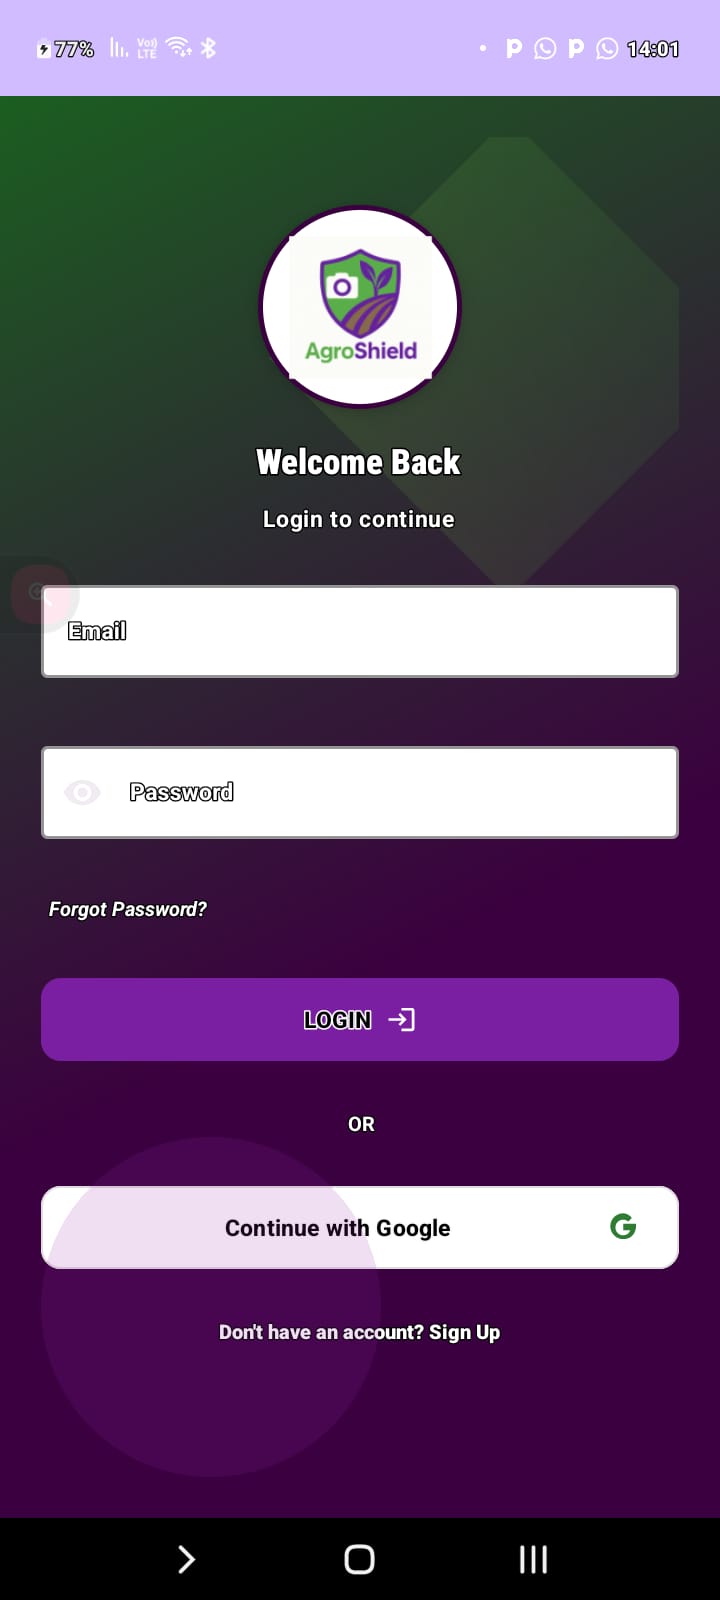 77% Vo)) LTE 14:01
AgroShield
Welcome Back
Login to continue
Email
Password
Forgot Password?
LOGIN
OR
Continue with Google
Don't have an account? Sign Up